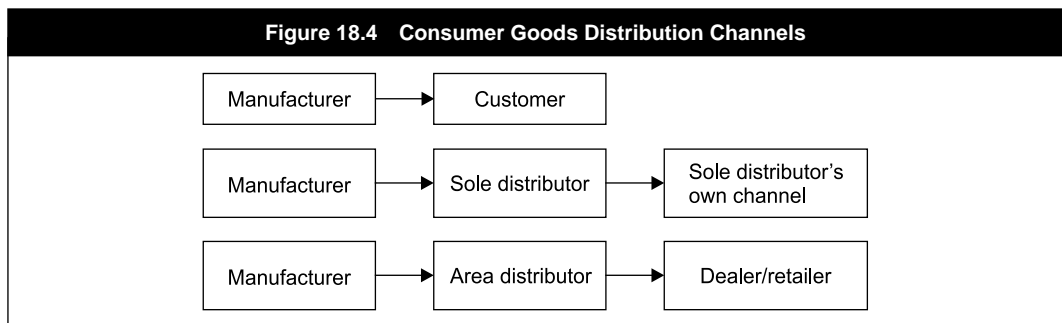 Figure 18.4 Consumer Goods Distribution Channels
Manufacturer
Customer
Manufacturer
Sole distributor
Sole distributor's
own channel
Manufacturer
Area distributor
Dealer/retailer